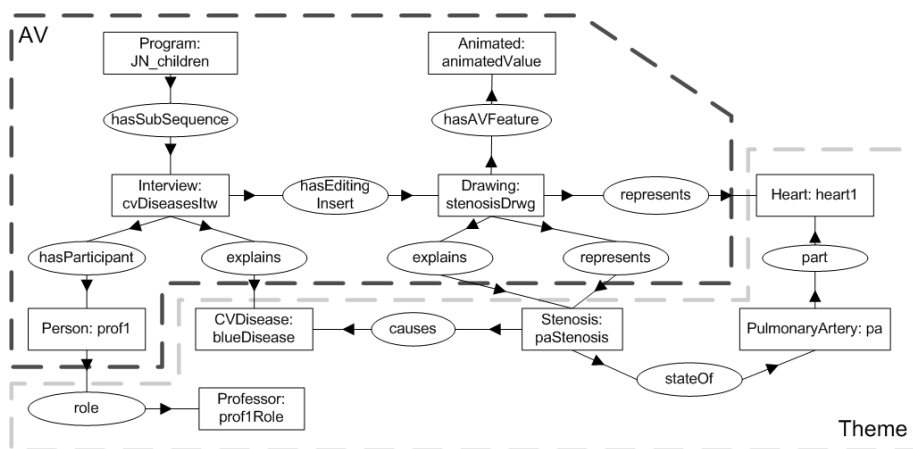 AV
Program:
JN_children
Animated:
animatedValue
hasSubSequence
hasAVFeature
Interview:
cvDiseasesItw
hasEditing
Insert
Drawing:
stenosisDrwg
represents
Heart: heart1
hasParticipant
explains
explains
represents
part
Person: prof1
CVDisease:
blueDisease
causes
Stenosis:
paStenosis
PulmonaryArtery: pa
stateOf
role
Professor:
prof1Role
Theme